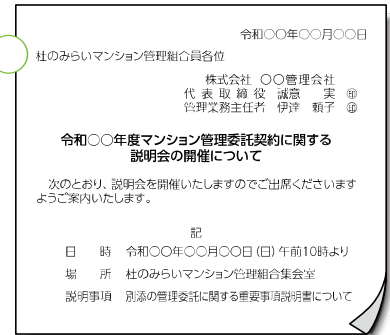 令和○○年○○月○○日
杜のみらいマンション管理組合員各位
株式会社 ○○管理会社
代表取締役 誠意 実 ㊞
管理業務主任者 伊達 頼子 ㊞
令和○○年度マンション管理委託契約に関する
説明会の開催について
次のとおり、説明会を開催いたしますのでご出席くださいます
ようご案内いたします。
記
日 時 令和○○年○○月○○日(日)午前10時より
場 所 杜のみらいマンション管理組合集会室
説明事項 別添の管理委託に関する重要事項説明書について